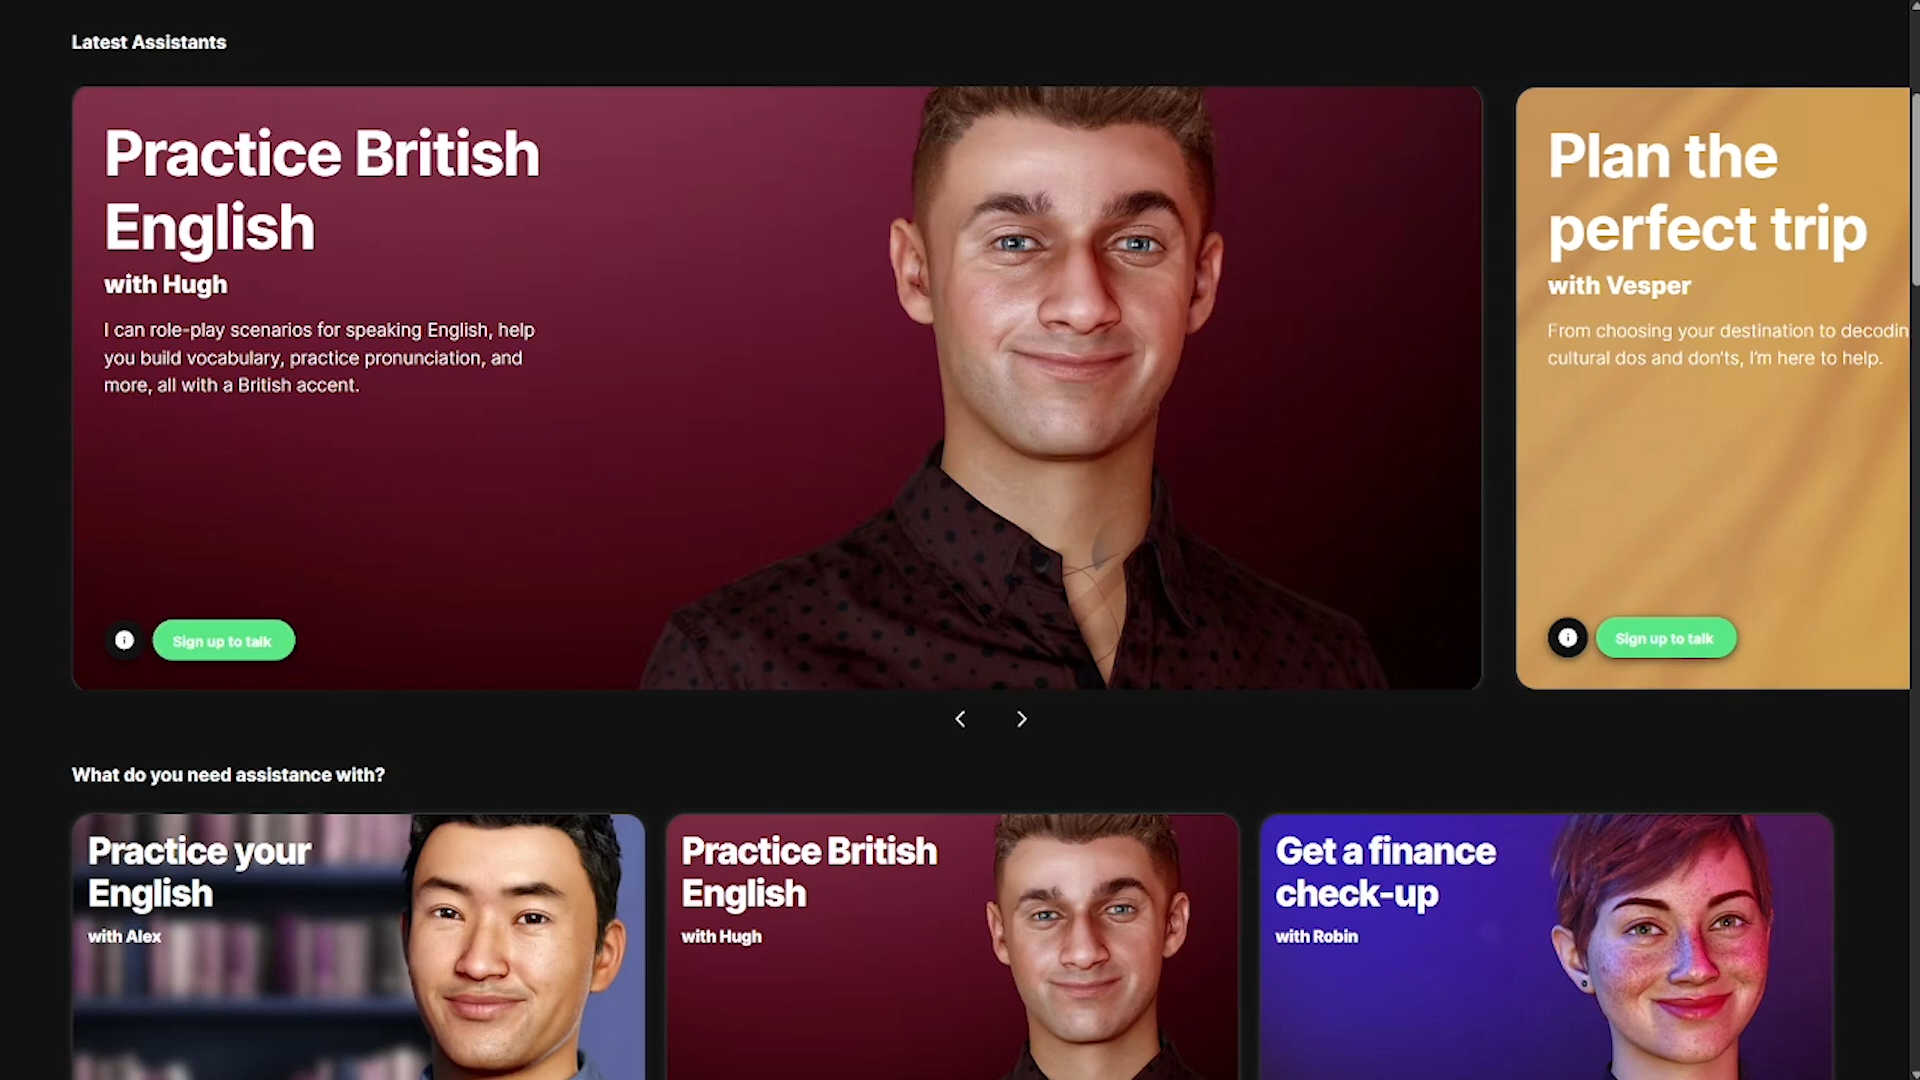 Latest Assistants
Practice British
English
with Hugh
I can role-play scenarios for speaking English, help
you build vocabulary, practice pronunciation, and
more, all with a British accent.
Sign up to talk
Plan the
perfect trip
with Vesper
From choosing your destination to decodin
cultural dos and don'ts, I'm here to help.
Sign up to talk
What do you need assistance with?
Practice your
English
with Alex
Practice British
English
with Hugh
Get a finance
check-up
with Robin